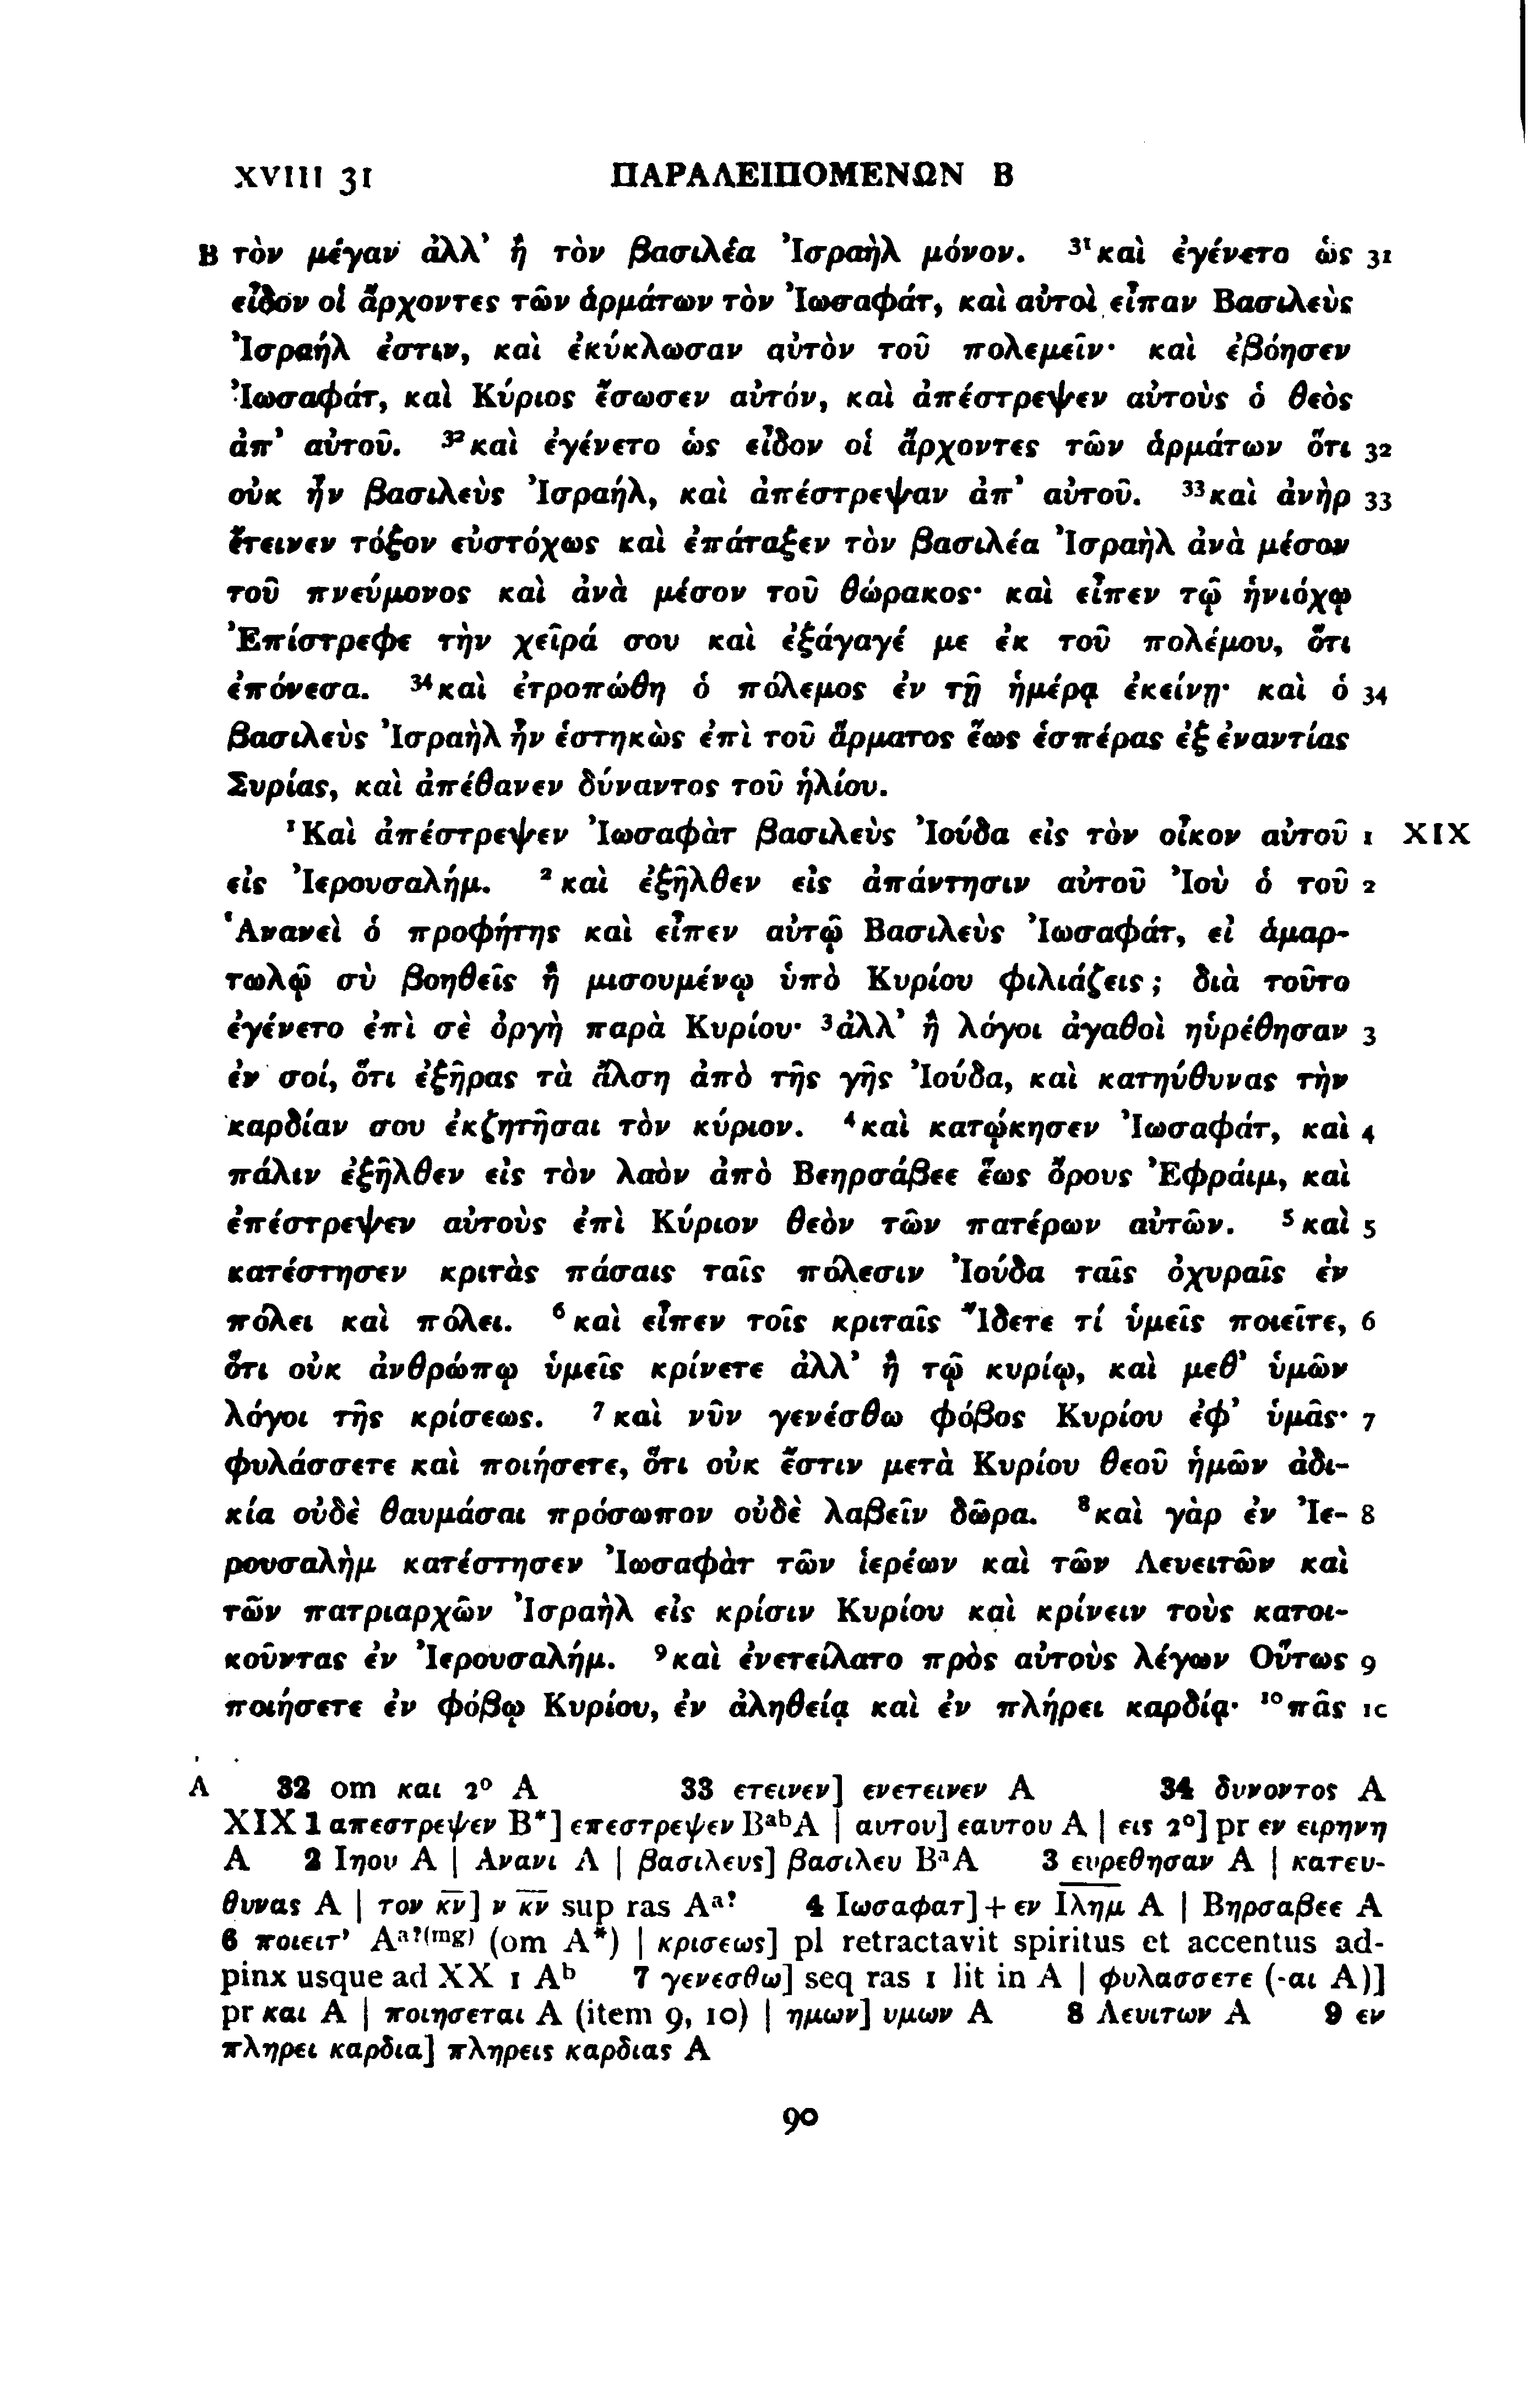 XVIII 31 ΠΑΡΑΛΕΙΠΟΜΕΝΩΝ Β
B τὸν μέγαν ἀλλ’ ἢ τὸν βασιλέα Ἰσραὴλ μόνον. ³¹καὶ ἐγένετο ὡς 31
εἶδον οἱ ἄρχοντες τῶν ἁρμάτων τὸν Ἰωσαφάτ, καὶ αὐτοὶ εἶπαν Βασιλεὺς
Ἰσραήλ ἐστιν, καὶ ἐκύκλωσαν αὐτὸν τοῦ πολεμεῖν· καὶ ἐβόησεν
Ἰωσαφάτ, καὶ Κύριος ἔσωσεν αὐτόν, καὶ ἀπέστρεψεν αὐτοὺς ὁ θεὸς
ἀπ’ αὐτοῦ. ³²καὶ ἐγένετο ὡς εἶδον οἱ ἄρχοντες τῶν ἁρμάτων ὅτι 32
οὐκ ἦν βασιλεὺς Ἰσραήλ, καὶ ἀπέστρεψαν ἀπ’ αὐτοῦ. ³³καὶ ἀνὴρ 33
ἔτεινεν τόξον εὐστόχως καὶ ἐπάταξεν τὸν βασιλέα Ἰσραὴλ ἀνὰ μέσον
τοῦ πνεύμονος καὶ ἀνὰ μέσον τοῦ θώρακος· καὶ εἶπεν τῷ ἡνιόχῳ
Ἐπίστρεφε τὴν χεῖρά σου καὶ ἐξάγαγέ με ἐκ τοῦ πολέμου, ὅτι
ἐπόνεσα. ³⁴καὶ ἐτροπώθη ὁ πόλεμος ἐν τῇ ἡμέρᾳ ἐκείνῃ· καὶ ὁ 34
βασιλεὺς Ἰσραὴλ ἦν ἑστηκὼς ἐπὶ τοῦ ἅρματος ἕως ἑσπέρας ἐξ ἐναντίας
Συρίας, καὶ ἀπέθανεν δύναντος τοῦ ἡλίου.
¹Καὶ ἀπέστρεψεν Ἰωσαφὰτ βασιλεὺς Ἰούδα εἰς τὸν οἶκον αὐτοῦ 1 XIX
εἰς Ἰερουσαλήμ. ²καὶ ἐξῆλθεν εἰς ἀπάντησιν αὐτοῦ Ἰοὺ ὁ τοῦ 2
Ἁνανεὶ ὁ προφήτης καὶ εἶπεν αὐτῷ Βασιλεὺς Ἰωσαφάτ, εἰ ἁμαρ-
τωλῷ σὺ βοηθεῖς ἢ μισουμένῳ ὑπὸ Κυρίου φιλιάζεις; διὰ τοῦτο
ἐγένετο ἐπὶ σὲ ὀργὴ παρὰ Κυρίου· ³ἀλλ’ ἢ λόγοι ἀγαθοὶ ηὑρέθησαν 3
ἐν σοί, ὅτι ἐξῆρας τὰ ἄλση ἀπὸ τῆς γῆς Ἰούδα, καὶ κατηύθυνας τὴν
καρδίαν σου ἐκζητῆσαι τὸν κύριον. ⁴καὶ κατῴκησεν Ἰωσαφάτ, καὶ 4
πάλιν ἐξῆλθεν εἰς τὸν λαὸν ἀπὸ Βεηρσάβεε ἕως ὄρους Ἐφράιμ, καὶ
ἐπέστρεψεν αὐτοὺς ἐπὶ Κύριον θεὸν τῶν πατέρων αὐτῶν. ⁵καὶ 5
κατέστησεν κριτὰς πάσαις ταῖς πόλεσιν Ἰούδα ταῖς ὀχυραῖς ἐν
πόλει καὶ πόλει. ⁶καὶ εἶπεν τοῖς κριταῖς Ἴδετε τί ὑμεῖς ποιεῖτε, 6
ὅτι οὐκ ἀνθρώπῳ ὑμεῖς κρίνετε ἀλλ’ ἢ τῷ κυρίῳ, καὶ μεθ’ ὑμῶν
λόγοι τῆς κρίσεως. ⁷καὶ νῦν γενέσθω φόβος Κυρίου ἐφ’ ὑμᾶς· 7
φυλάσσετε καὶ ποιήσετε, ὅτι οὐκ ἔστιν μετὰ Κυρίου θεοῦ ἡμῶν ἀδι-
κία οὐδὲ θαυμάσαι πρόσωπον οὐδὲ λαβεῖν δῶρα. ⁸καὶ γὰρ ἐν Ἰε- 8
ρουσαλὴμ κατέστησεν Ἰωσαφὰτ τῶν ἱερέων καὶ τῶν Λευειτῶν καὶ
τῶν πατριαρχῶν Ἰσραὴλ εἰς κρίσιν Κυρίου καὶ κρίνειν τοὺς κατοι-
κοῦντας ἐν Ἰερουσαλήμ. ⁹καὶ ἐνετείλατο πρὸς αὐτοὺς λέγων Οὕτως 9
ποιήσετε ἐν φόβῳ Κυρίου, ἐν ἀληθείᾳ καὶ ἐν πλήρει καρδίᾳ· ¹⁰πᾶς 10
A 32 om και 2° A 33 ετεινεν] ενετεινεν A 34 δυνοντος A
XIX 1 απεστρεψεν B*] επεστρεψεν BᵃᵇA | αυτου] εαυτου A | εις 2°] pr εν ειρηνη
A 2 Ιηου A | Ανανι A | βασιλευς] βασιλευ BᵃA 3 ευρεθησαν A | κατευ-
θυνας A | τον κ̅ν̅] ν κ̅ν̅ sup ras Aᵃ? 4 Ιωσαφατ]+εν Ιλημ A | Βηρσαβεε A
6 ποιειτ’ Aᵃ?⁽ᵐᵍ⁾ (om A*) | κρισεως] pl retractavit spiritus et accentus ad-
pinx usque ad XX 1 Aᵇ 7 γενεσθω] seq ras 1 lit in A | φυλασσετε (-αι A)]
pr και A | ποιησεται A (item 9, 10) | ημων] υμων A 8 Λευιτων A 9 εν
πληρει καρδια] πληρεις καρδιας A
90